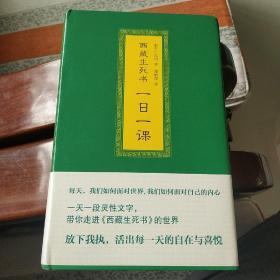 西藏生死书
一日一课
每天，我们如何面对世界，我们如何面对自己的内心
一天一段灵性文字，
带你走进《西藏生死书》的世界
放下我执，活出每一天的自在与喜悦